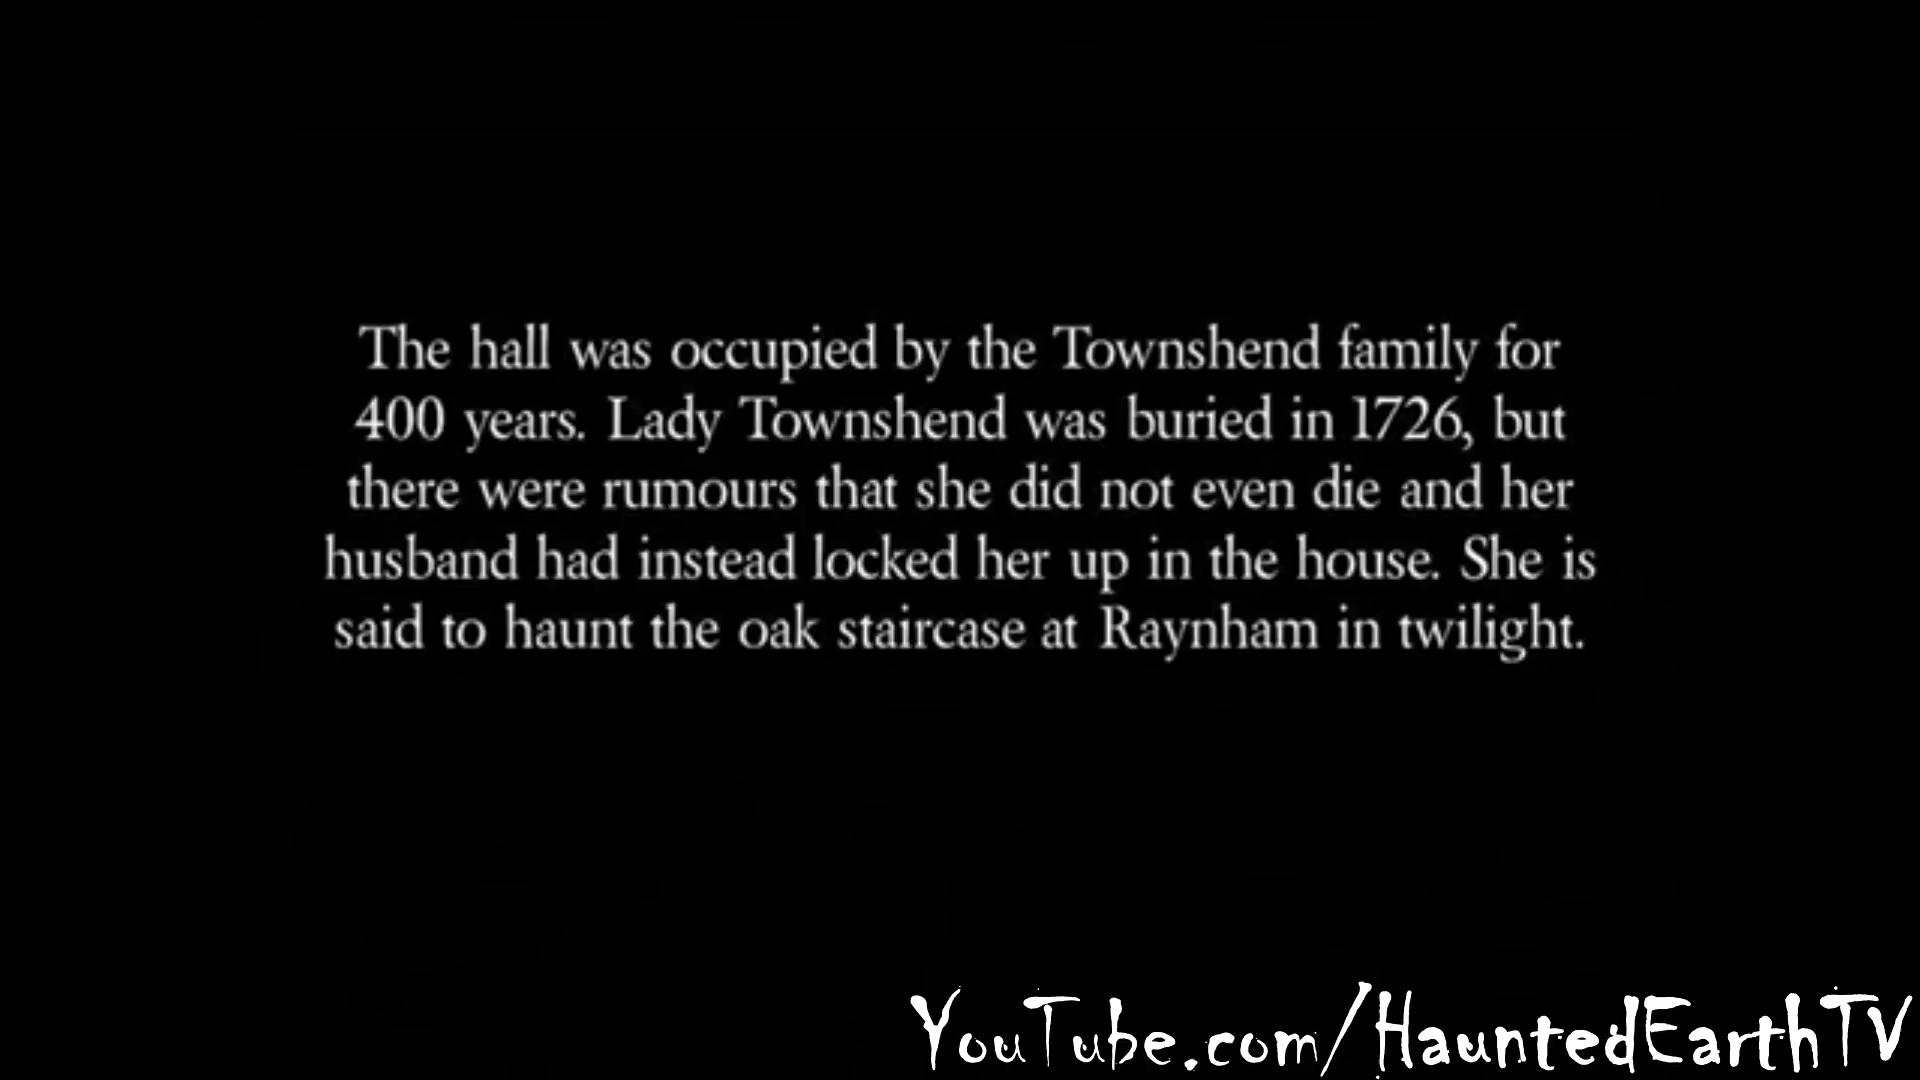 The hall was occupied by the Townshend family for
400 years. Lady Townshend was buried in 1726, but
there were rumours that she did not even die and her
husband had instead locked her up in the house. She is
said to haunt the oak staircase at Raynham in twilight.
YouTube.com/HauntedEarthTV